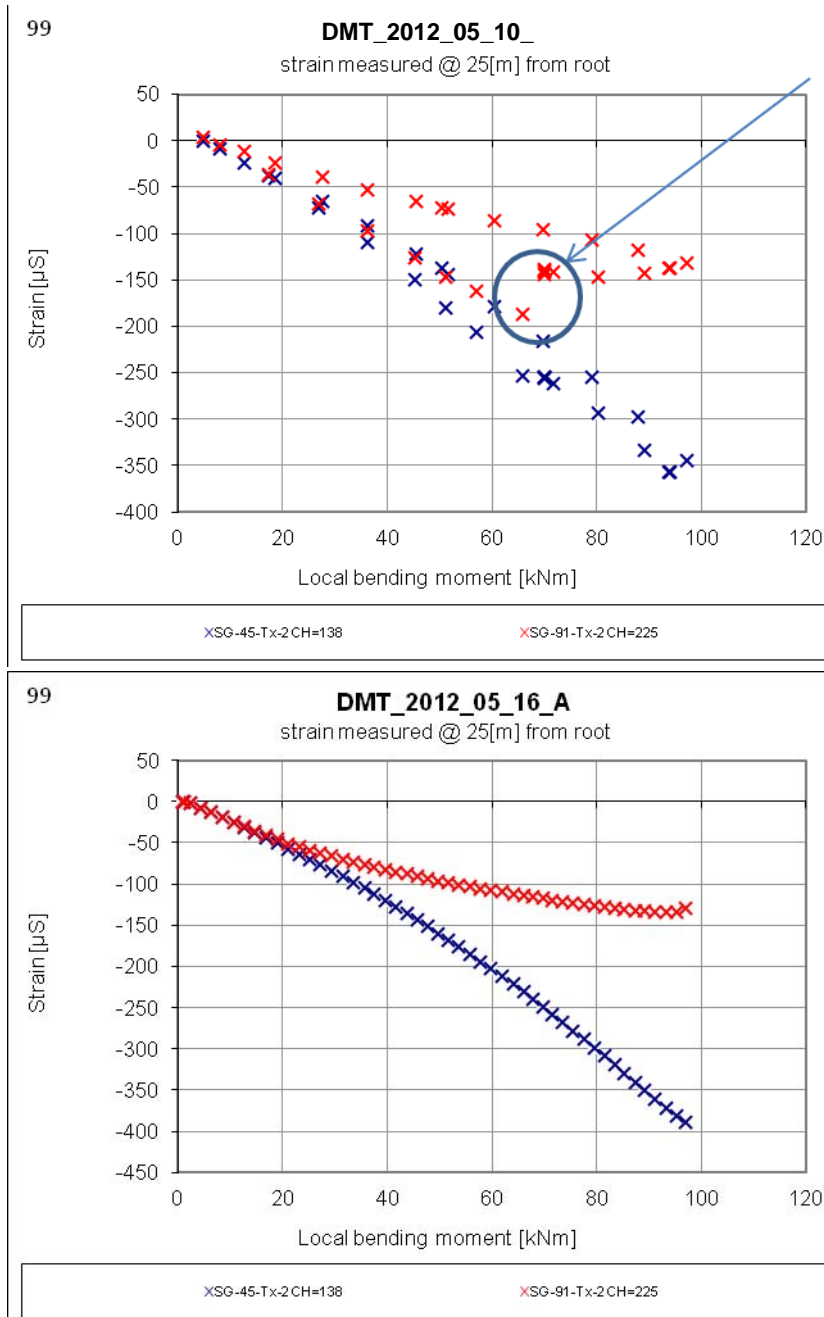 99
DMT_2012_05_10_
strain measured @ 25[m] from root
50
0
-50
-100
-150
-200
-250
-300
-350
-400
Strain [µS]
0 20 40 60 80 100 120
Local bending moment [kNm]
×SG-45-Tx-2 CH=138 ×SG-91-Tx-2 CH=225
99
DMT_2012_05_16_A
strain measured @ 25[m] from root
50
0
-50
-100
-150
-200
-250
-300
-350
-400
-450
Strain [µS]
0 20 40 60 80 100 120
Local bending moment [kNm]
×SG-45-Tx-2 CH=138 ×SG-91-Tx-2 CH=225